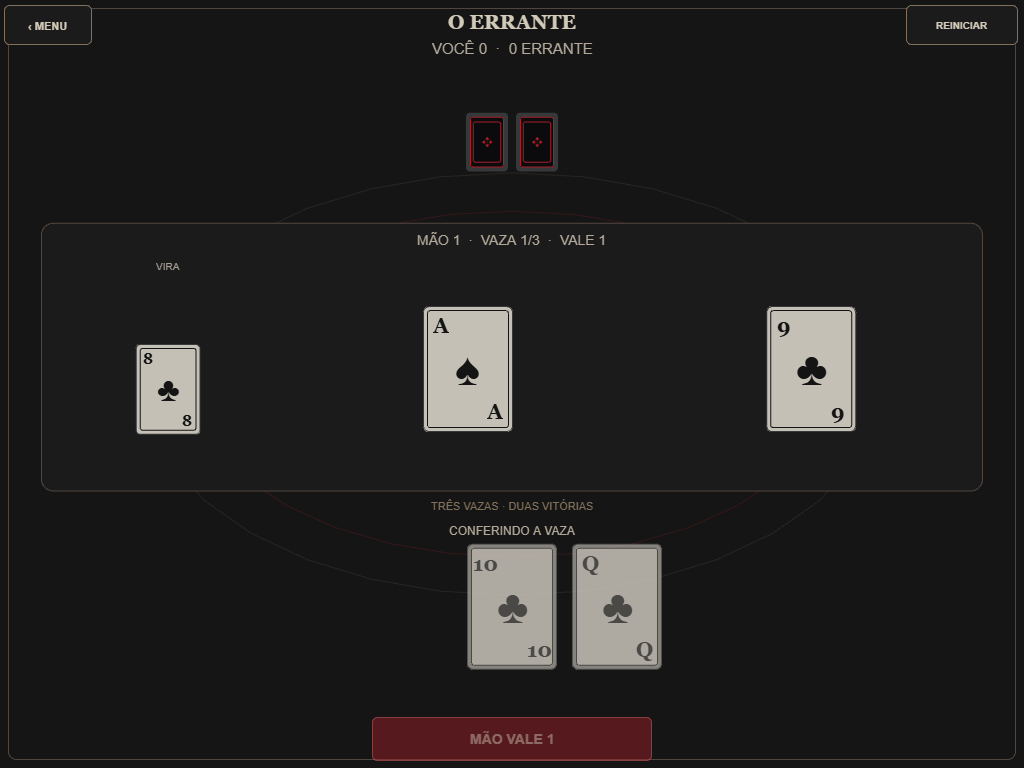 ‹ MENU
O ERRANTE
REINICIAR
VOCÊ 0 · 0 ERRANTE
MÃO 1 · VAZA 1/3 · VALE 1
VIRA
8
♣
8
A
♠
A
9
♣
9
TRÊS VAZAS · DUAS VITÓRIAS
CONFERINDO A VAZA
10
♣
10
Q
♣
Q
MÃO VALE 1